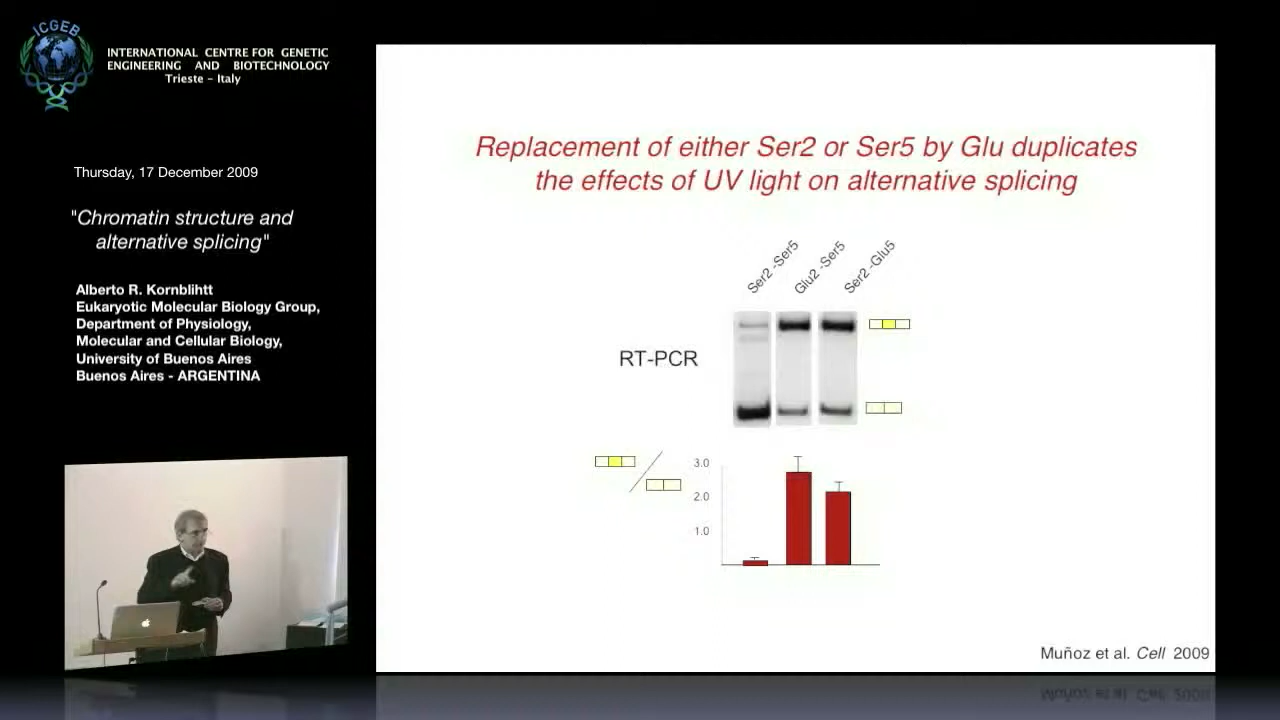 ICGEB
INTERNATIONAL CENTRE FOR GENETIC
ENGINEERING AND BIOTECHNOLOGY
Trieste - Italy
Thursday, 17 December 2009
"Chromatin structure and
alternative splicing"
Alberto R. Kornblihtt
Eukaryotic Molecular Biology Group,
Department of Physiology,
Molecular and Cellular Biology,
University of Buenos Aires
Buenos Aires - ARGENTINA
Replacement of either Ser2 or Ser5 by Glu duplicates
the effects of UV light on alternative splicing
Ser2 -Ser5
Glu2 -Ser5
Ser2 -Glu5
RT-PCR
3.0
2.0
1.0
Muñoz et al. Cell 2009